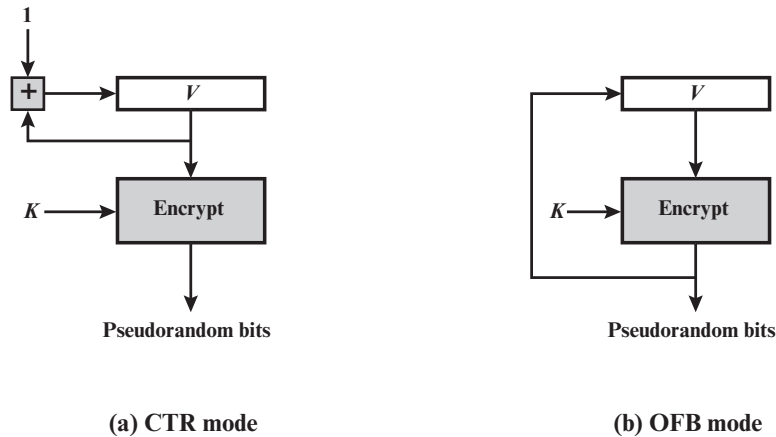 1
+
V
K
Encrypt
Pseudorandom bits
(a) CTR mode
V
K
Encrypt
Pseudorandom bits
(b) OFB mode